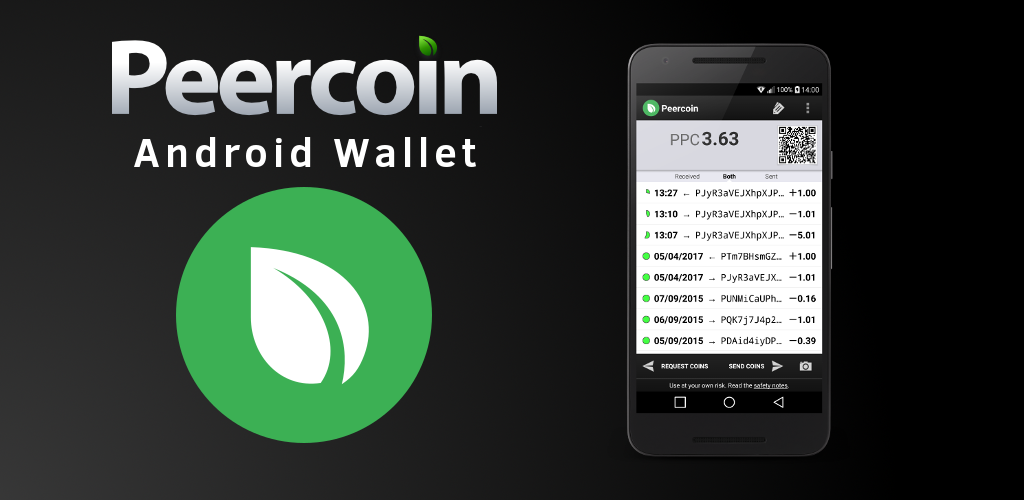 Peercoin
Android Wallet
100% 14:00
Peercoin
PPC 3.63
Received Both Sent
13:27 ← PJyR3aVEJXhpXJP… +1.00
13:10 → PJyR3aVEJXhpXJP… −1.01
13:07 → PJyR3aVEJXhpXJP… −5.01
05/04/2017 ← PTm7BHsmGZ… +1.00
05/04/2017 → PJyR3aVEJX… −1.01
07/09/2015 → PUNMiCaUPh… −0.16
06/09/2015 → PQK7j7J4p2… −1.01
05/09/2015 → PDAid4iyDP… −0.39
REQUEST COINS SEND COINS
Use at your own risk. Read the safety notes.